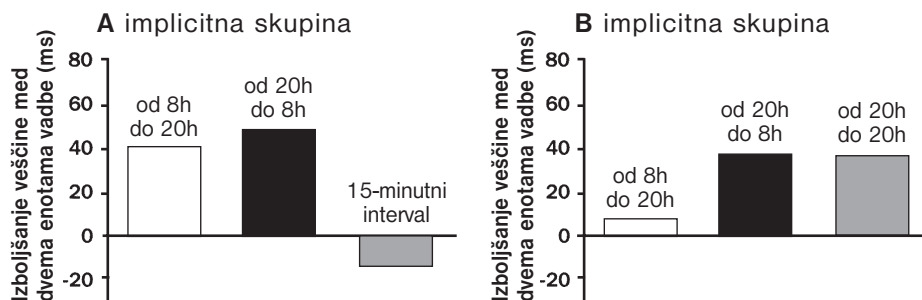 A implicitna skupina
Izboljšanje veščine med
dvema enotama vadbe (ms)
80
60
40
20
0
-20
od 8h
do 20h
od 20h
do 8h
15-minutni
interval
B implicitna skupina
Izboljšanje veščine med
dvema enotama vadbe (ms)
80
60
40
20
0
-20
od 8h
do 20h
od 20h
do 8h
od 20h
do 20h